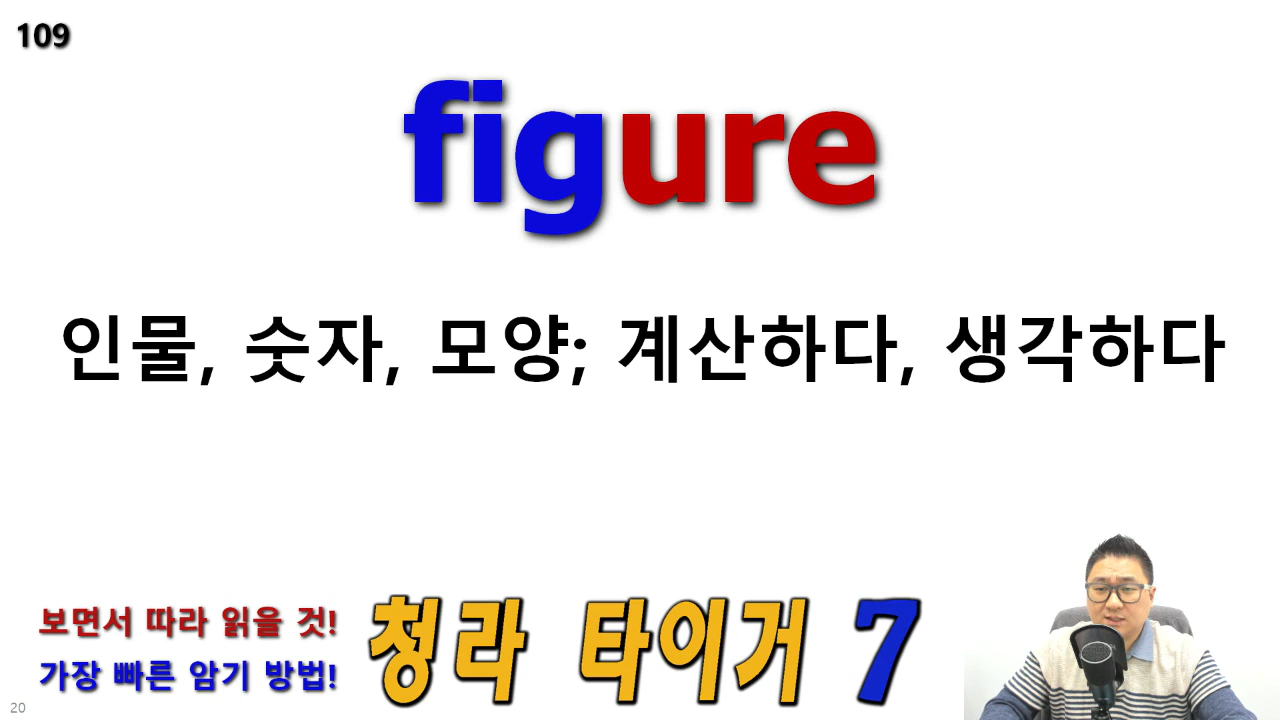 109
figure
인물, 숫자, 모양; 계산하다, 생각하다
보면서 따라 읽을 것!
가장 빠른 암기 방법!
청라 타이거 7
20